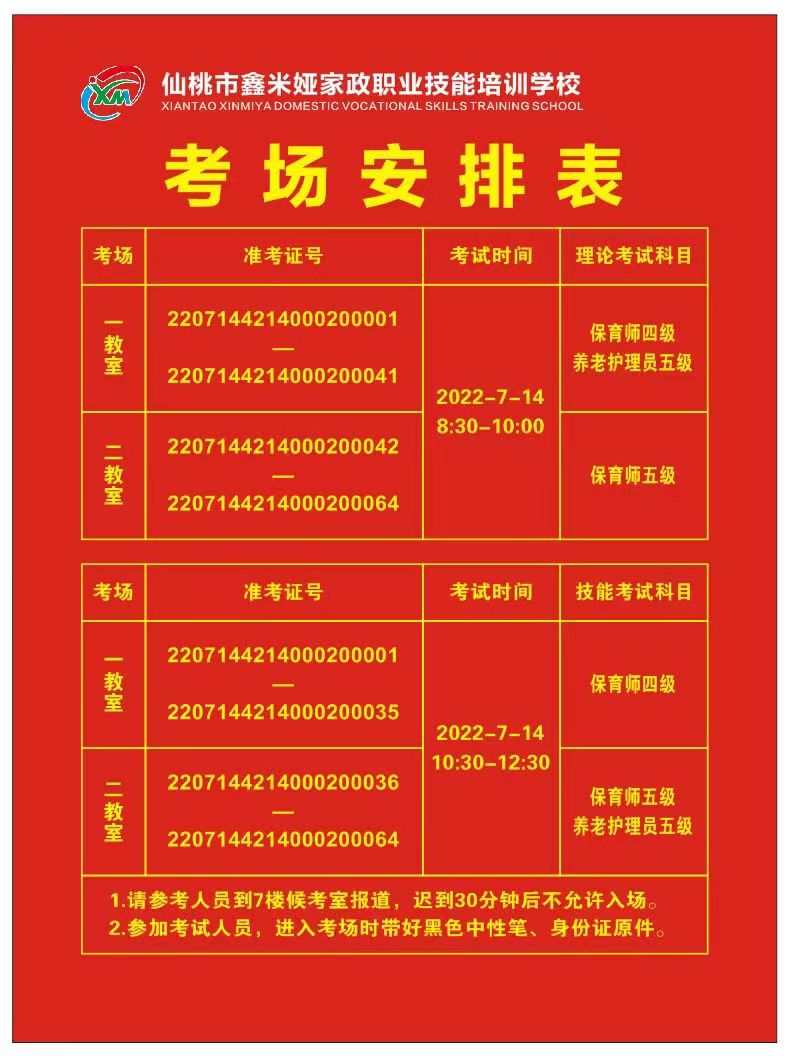 XM
仙桃市鑫米娅家政职业技能培训学校
XIANTAO XINMIYA DOMESTIC VOCATIONAL SKILLS TRAINING SCHOOL
考场安排表
考场 准考证号 考试时间 理论考试科目
一教室
2207144214000200001
—
2207144214000200041
2022-7-14
8:30-10:00
保育师四级
养老护理员五级
二教室
2207144214000200042
—
2207144214000200064
保育师五级
考场 准考证号 考试时间 技能考试科目
一教室
2207144214000200001
—
2207144214000200035
2022-7-14
10:30-12:30
保育师四级
二教室
2207144214000200036
—
2207144214000200064
保育师五级
养老护理员五级
1.请参考人员到7楼候考室报道，迟到30分钟后不允许入场。
2.参加考试人员，进入考场时带好黑色中性笔、身份证原件。